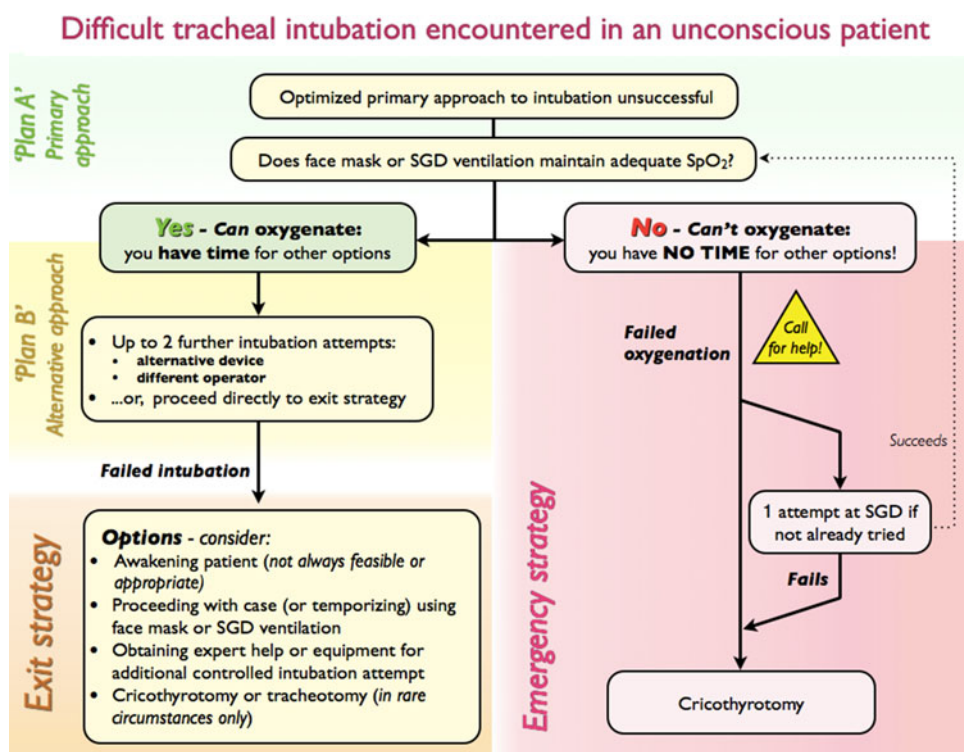 Difficult tracheal intubation encountered in an unconscious patient
'Plan A'
Primary
approach
Optimized primary approach to intubation unsuccessful
Does face mask or SGD ventilation maintain adequate SpO₂?
Yes - Can oxygenate:
you have time for other options
No - Can't oxygenate:
you have NO TIME for other options!
'Plan B'
Alternative approach
• Up to 2 further intubation attempts:
• alternative device
• different operator
• ...or, proceed directly to exit strategy
Failed intubation
Exit strategy
Options - consider:
• Awakening patient (not always feasible or
appropriate)
• Proceeding with case (or temporizing) using
face mask or SGD ventilation
• Obtaining expert help or equipment for
additional controlled intubation attempt
• Cricothyrotomy or tracheotomy (in rare
circumstances only)
Emergency strategy
Failed
oxygenation
Call
for help!
Succeeds
1 attempt at SGD if
not already tried
Fails
Cricothyrotomy